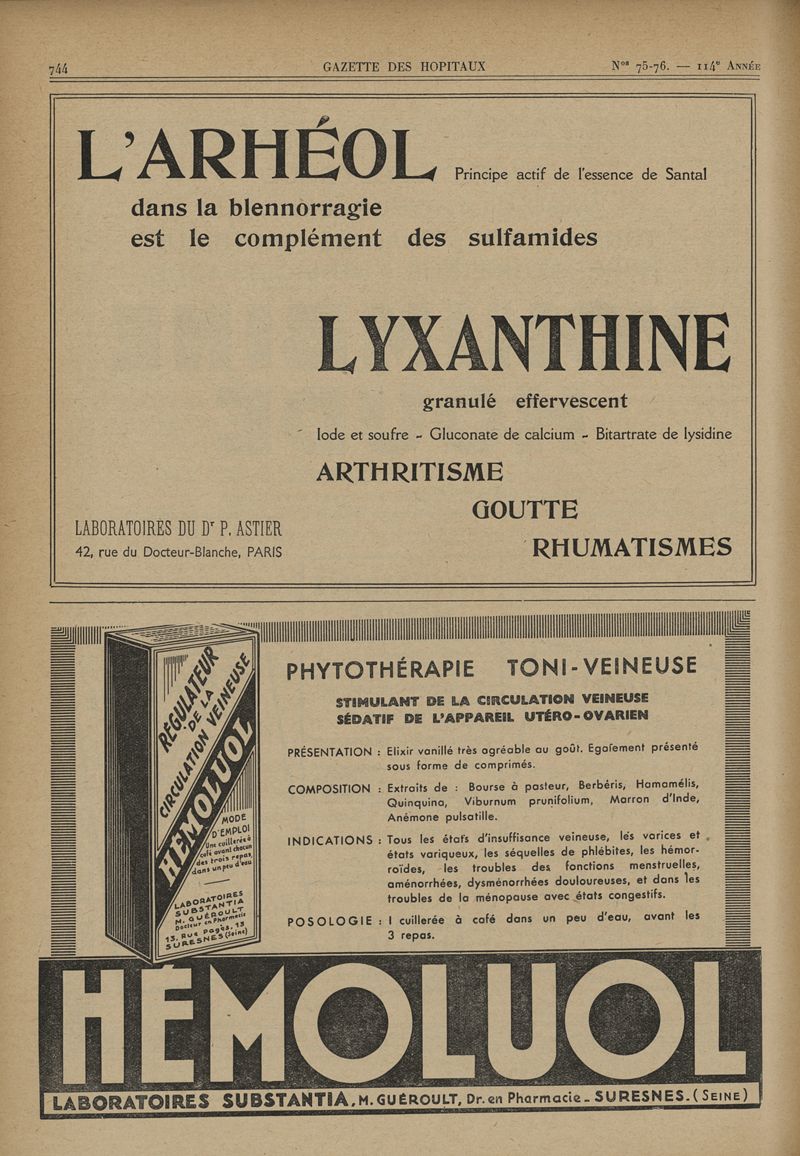 744
GAZETTE DES HOPITAUX
Nos 75-76. — 114e ANNÉE
L'ARHÉOL Principe actif de l'essence de Santal
dans la blennorragie
est le complément des sulfamides
LYXANTHINE
granulé effervescent
Iode et soufre - Gluconate de calcium - Bitartrate de lysidine
ARTHRITISME
GOUTTE
RHUMATISMES
LABORATOIRES DU Dr P. ASTIER
42, rue du Docteur-Blanche, PARIS
RÉGULATEUR
DE LA
CIRCULATION VEINEUSE
HÉMOLUOL
MODE
D'EMPLOI
Une cuillerée à
café avant chacun
des trois repas,
dans un peu d'eau
LABORATOIRES
SUBSTANTIA
M. GUÉROULT
Docteur en Pharmacie
13, Rue Pagès, 13
SURESNES (Seine)
PHYTOTHÉRAPIE TONI-VEINEUSE
STIMULANT DE LA CIRCULATION VEINEUSE
SÉDATIF DE L'APPAREIL UTÉRO-OVARIEN
PRÉSENTATION : Elixir vanillé très agréable au goût. Egalement présenté
sous forme de comprimés.
COMPOSITION : Extraits de : Bourse à pasteur, Berbéris, Hamamélis,
Quinquina, Viburnum prunifolium, Marron d'Inde,
Anémone pulsatille.
INDICATIONS : Tous les états d'insuffisance veineuse, les varices et
états variqueux, les séquelles de phlébites, les hémor-
roïdes, les troubles des fonctions menstruelles,
aménorrhées, dysménorrhées douloureuses, et dans les
troubles de la ménopause avec états congestifs.
POSOLOGIE : 1 cuillerée à café dans un peu d'eau, avant les
3 repas.
HÉMOLUOL
LABORATOIRES SUBSTANTIA, M. GUÉROULT, Dr. en Pharmacie - SURESNES. (SEINE)